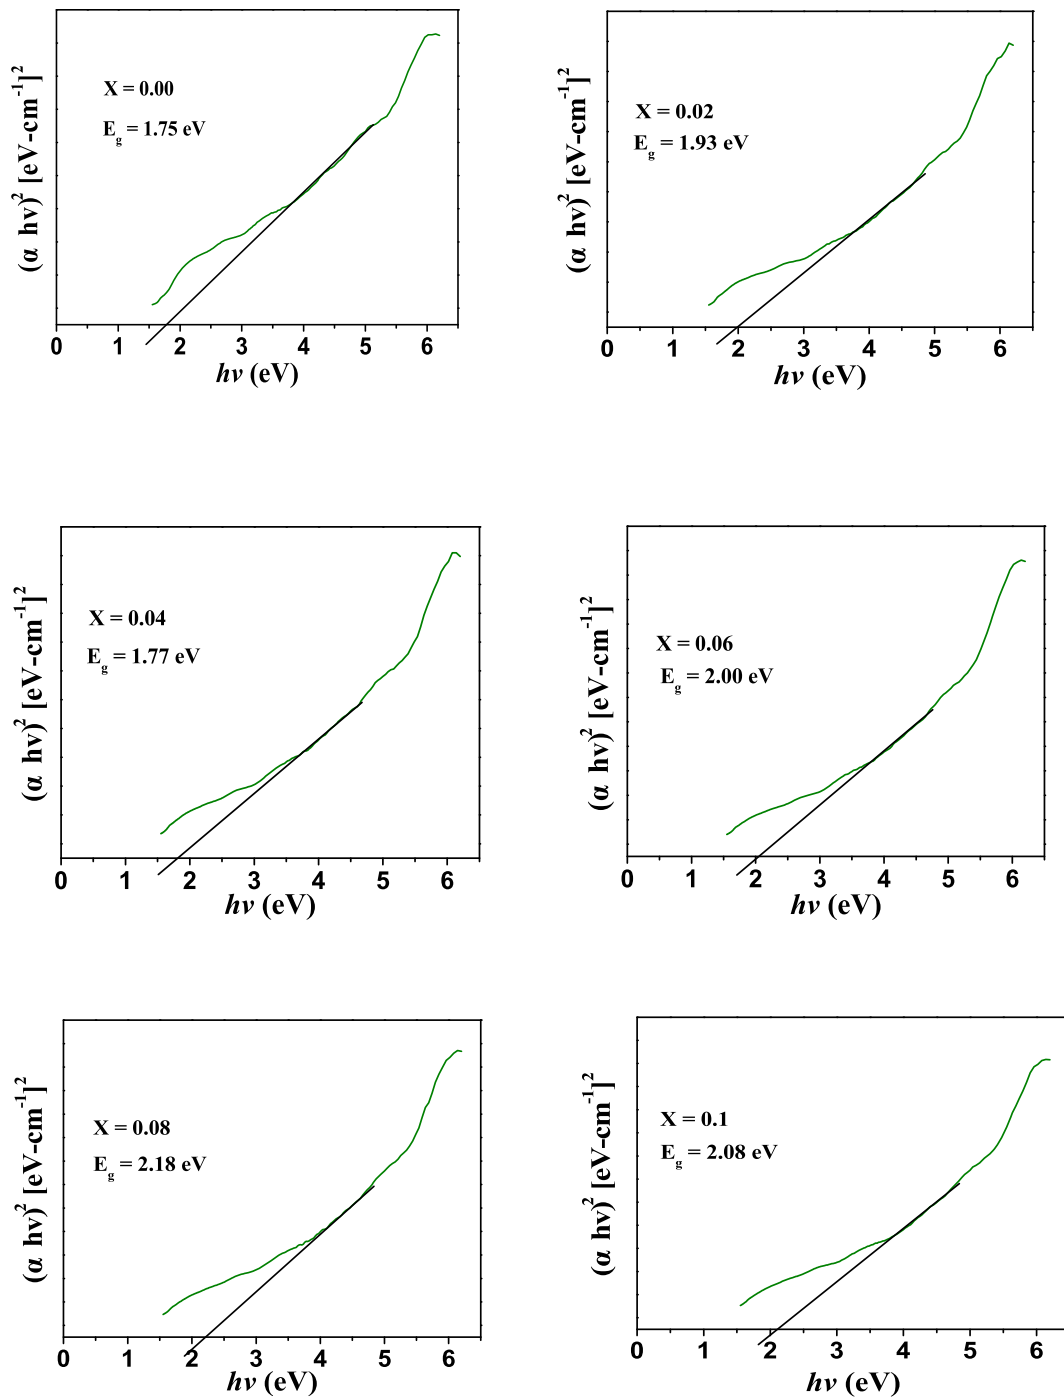 X = 0.00
E_g = 1.75 eV
(α hv)^2 [eV-cm^-1]^2
0 1 2 3 4 5 6
hν (eV)
X = 0.02
E_g = 1.93 eV
(α hv)^2 [eV-cm^-1]^2
0 1 2 3 4 5 6
hν (eV)
X = 0.04
E_g = 1.77 eV
(α hv)^2 [eV-cm^-1]^2
0 1 2 3 4 5 6
hν (eV)
X = 0.06
E_g = 2.00 eV
(α hv)^2 [eV-cm^-1]^2
0 1 2 3 4 5 6
hν (eV)
X = 0.08
E_g = 2.18 eV
(α hv)^2 [eV-cm^-1]^2
0 1 2 3 4 5 6
hν (eV)
X = 0.1
E_g = 2.08 eV
(α hv)^2 [eV-cm^-1]^2
0 1 2 3 4 5 6
hν (eV)